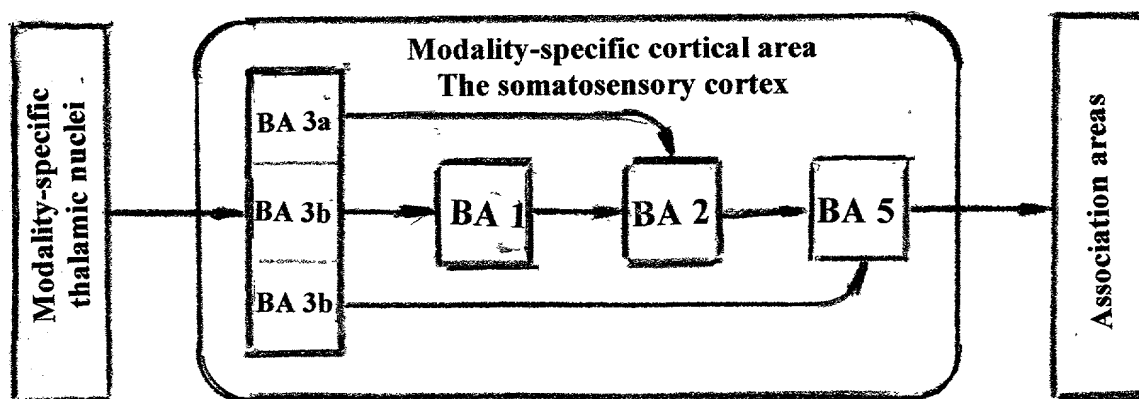 Modality-specific
thalamic nuclei
Modality-specific cortical area
The somatosensory cortex
BA 3a
BA 3b
BA 3b
BA 1
BA 2
BA 5
Association areas